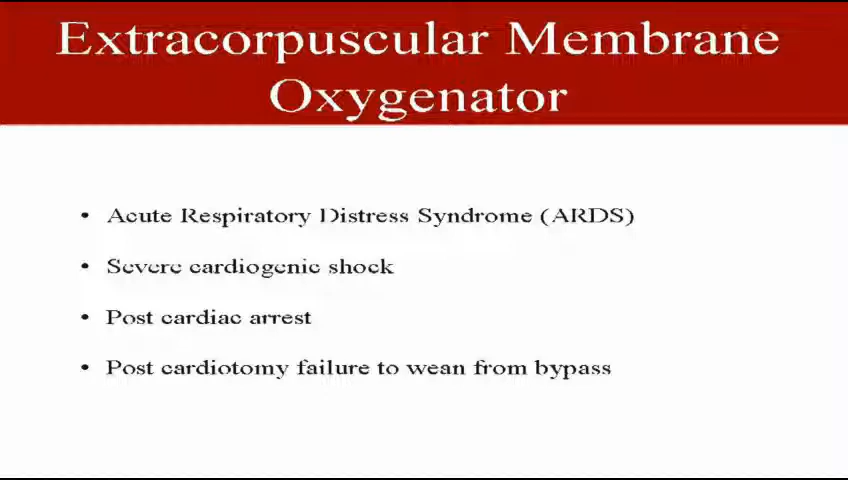 Extracorpuscular Membrane
Oxygenator
• Acute Respiratory Distress Syndrome (ARDS)
• Severe cardiogenic shock
• Post cardiac arrest
• Post cardiotomy failure to wean from bypass